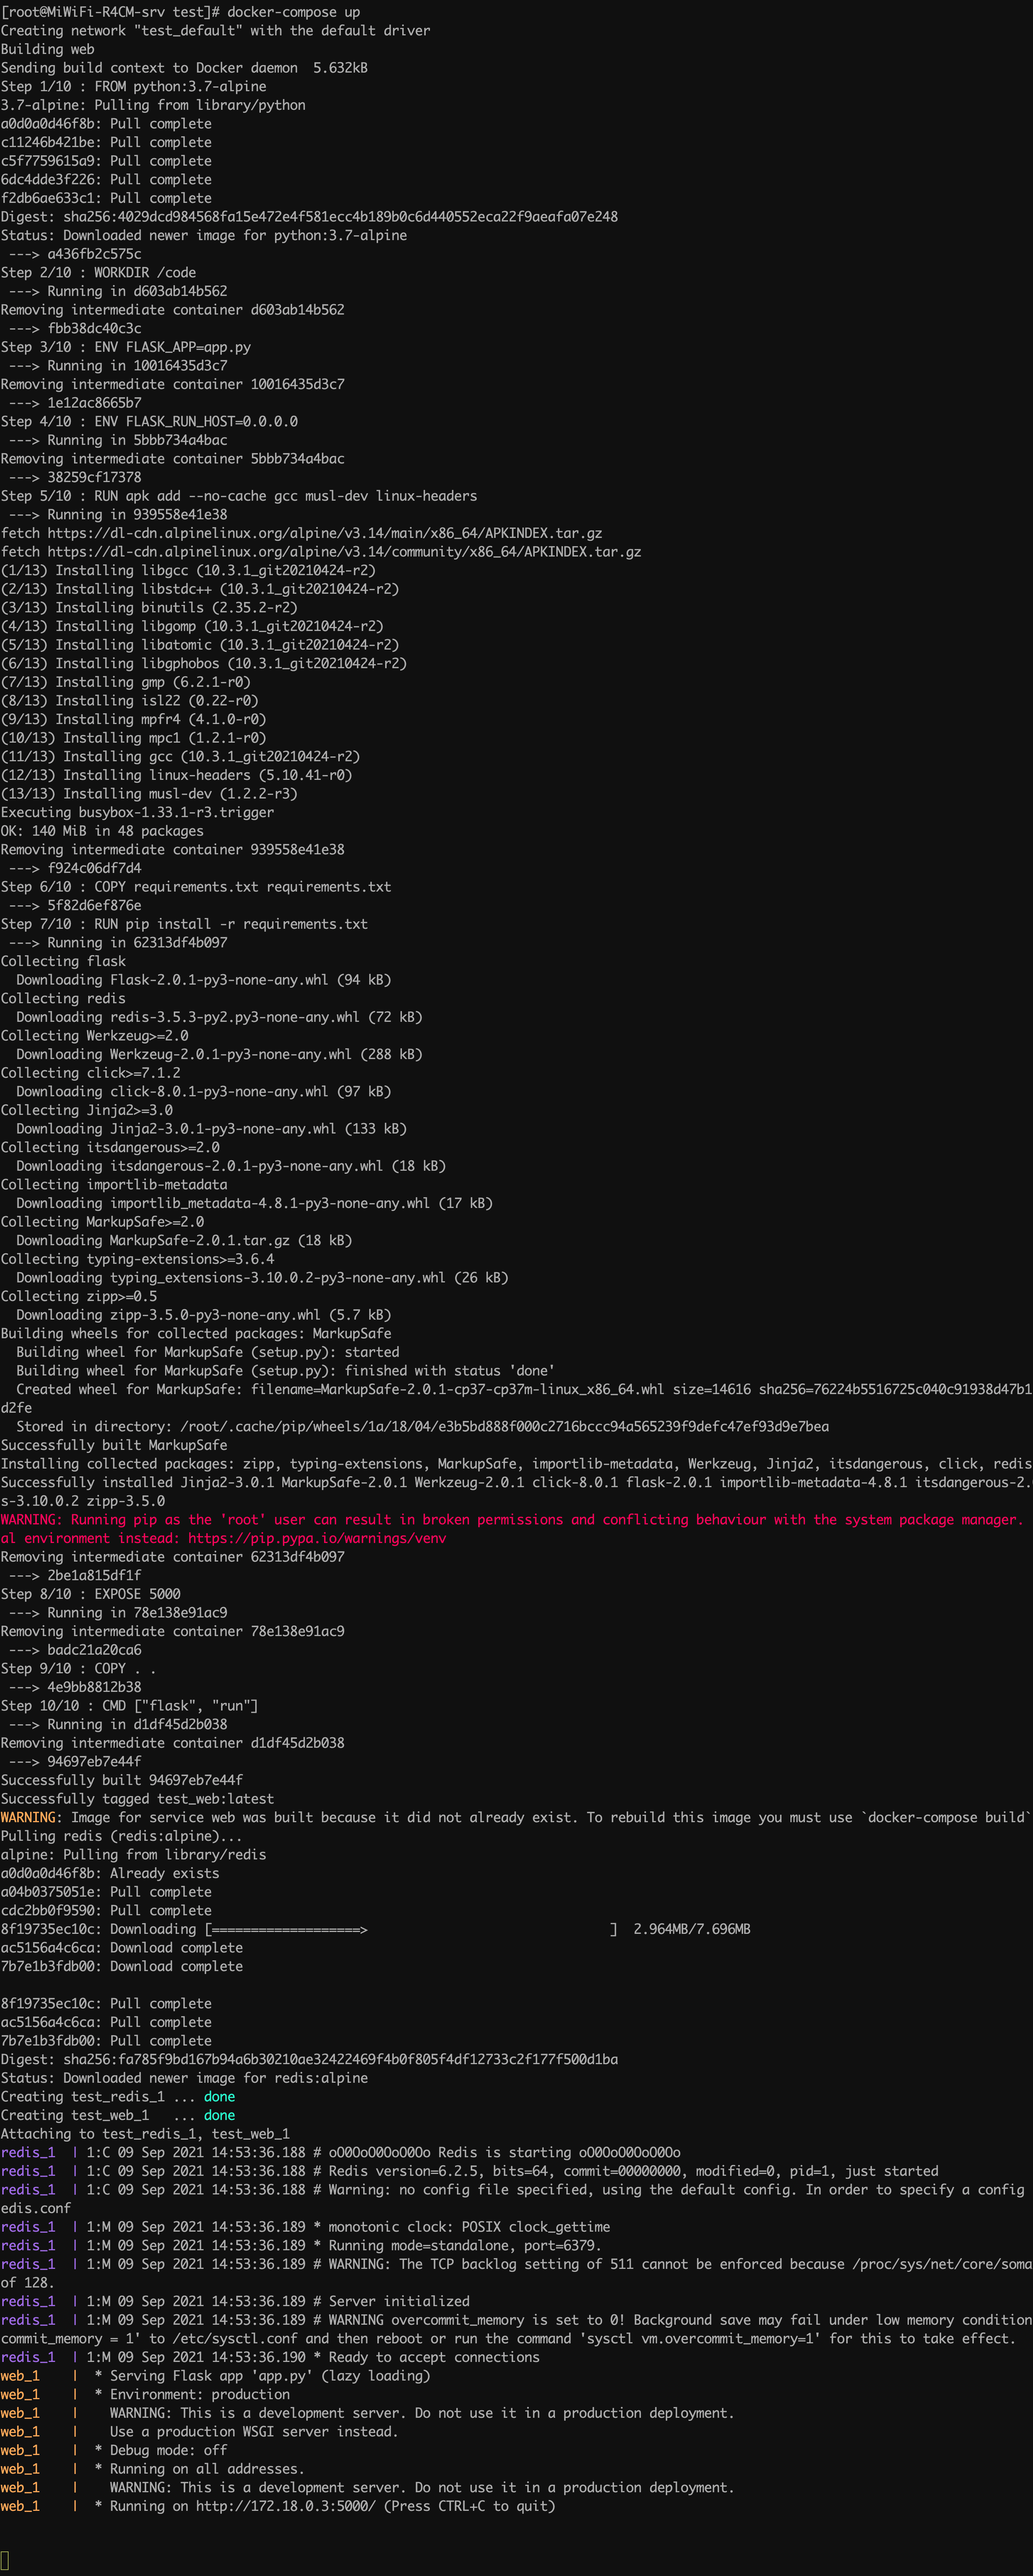 [root@MiWiFi-R4CM-srv test]# docker-compose up
Creating network "test_default" with the default driver
Building web
Sending build context to Docker daemon  5.632kB
Step 1/10 : FROM python:3.7-alpine
3.7-alpine: Pulling from library/python
a0d0a0d46f8b: Pull complete
c11246b421be: Pull complete
c5f7759615a9: Pull complete
6dc4dde3f226: Pull complete
f2db6ae633c1: Pull complete
Digest: sha256:4029dcd984568fa15e472e4f581ecc4b189b0c6d440552eca22f9aeafa07e248
Status: Downloaded newer image for python:3.7-alpine
 ---> a436fb2c575c
Step 2/10 : WORKDIR /code
 ---> Running in d603ab14b562
Removing intermediate container d603ab14b562
 ---> fbb38dc40c3c
Step 3/10 : ENV FLASK_APP=app.py
 ---> Running in 10016435d3c7
Removing intermediate container 10016435d3c7
 ---> 1e12ac8665b7
Step 4/10 : ENV FLASK_RUN_HOST=0.0.0.0
 ---> Running in 5bbb734a4bac
Removing intermediate container 5bbb734a4bac
 ---> 38259cf17378
Step 5/10 : RUN apk add --no-cache gcc musl-dev linux-headers
 ---> Running in 939558e41e38
fetch https://dl-cdn.alpinelinux.org/alpine/v3.14/main/x86_64/APKINDEX.tar.gz
fetch https://dl-cdn.alpinelinux.org/alpine/v3.14/community/x86_64/APKINDEX.tar.gz
(1/13) Installing libgcc (10.3.1_git20210424-r2)
(2/13) Installing libstdc++ (10.3.1_git20210424-r2)
(3/13) Installing binutils (2.35.2-r2)
(4/13) Installing libgomp (10.3.1_git20210424-r2)
(5/13) Installing libatomic (10.3.1_git20210424-r2)
(6/13) Installing libgphobos (10.3.1_git20210424-r2)
(7/13) Installing gmp (6.2.1-r0)
(8/13) Installing isl22 (0.22-r0)
(9/13) Installing mpfr4 (4.1.0-r0)
(10/13) Installing mpc1 (1.2.1-r0)
(11/13) Installing gcc (10.3.1_git20210424-r2)
(12/13) Installing linux-headers (5.10.41-r0)
(13/13) Installing musl-dev (1.2.2-r3)
Executing busybox-1.33.1-r3.trigger
OK: 140 MiB in 48 packages
Removing intermediate container 939558e41e38
 ---> f924c06df7d4
Step 6/10 : COPY requirements.txt requirements.txt
 ---> 5f82d6ef876e
Step 7/10 : RUN pip install -r requirements.txt
 ---> Running in 62313df4b097
Collecting flask
  Downloading Flask-2.0.1-py3-none-any.whl (94 kB)
Collecting redis
  Downloading redis-3.5.3-py2.py3-none-any.whl (72 kB)
Collecting Werkzeug>=2.0
  Downloading Werkzeug-2.0.1-py3-none-any.whl (288 kB)
Collecting click>=7.1.2
  Downloading click-8.0.1-py3-none-any.whl (97 kB)
Collecting Jinja2>=3.0
  Downloading Jinja2-3.0.1-py3-none-any.whl (133 kB)
Collecting itsdangerous>=2.0
  Downloading itsdangerous-2.0.1-py3-none-any.whl (18 kB)
Collecting importlib-metadata
  Downloading importlib_metadata-4.8.1-py3-none-any.whl (17 kB)
Collecting MarkupSafe>=2.0
  Downloading MarkupSafe-2.0.1.tar.gz (18 kB)
Collecting typing-extensions>=3.6.4
  Downloading typing_extensions-3.10.0.2-py3-none-any.whl (26 kB)
Collecting zipp>=0.5
  Downloading zipp-3.5.0-py3-none-any.whl (5.7 kB)
Building wheels for collected packages: MarkupSafe
  Building wheel for MarkupSafe (setup.py): started
  Building wheel for MarkupSafe (setup.py): finished with status 'done'
  Created wheel for MarkupSafe: filename=MarkupSafe-2.0.1-cp37-cp37m-linux_x86_64.whl size=14616 sha256=76224b5516725c040c91938d47b1
d2fe
  Stored in directory: /root/.cache/pip/wheels/1a/18/04/e3b5bd888f000c2716bccc94a565239f9defc47ef93d9e7bea
Successfully built MarkupSafe
Installing collected packages: zipp, typing-extensions, MarkupSafe, importlib-metadata, Werkzeug, Jinja2, itsdangerous, click, redis
Successfully installed Jinja2-3.0.1 MarkupSafe-2.0.1 Werkzeug-2.0.1 click-8.0.1 flask-2.0.1 importlib-metadata-4.8.1 itsdangerous-2.
s-3.10.0.2 zipp-3.5.0
WARNING: Running pip as the 'root' user can result in broken permissions and conflicting behaviour with the system package manager.
al environment instead: https://pip.pypa.io/warnings/venv
Removing intermediate container 62313df4b097
 ---> 2be1a815df1f
Step 8/10 : EXPOSE 5000
 ---> Running in 78e138e91ac9
Removing intermediate container 78e138e91ac9
 ---> badc21a20ca6
Step 9/10 : COPY . .
 ---> 4e9bb8812b38
Step 10/10 : CMD ["flask", "run"]
 ---> Running in d1df45d2b038
Removing intermediate container d1df45d2b038
 ---> 94697eb7e44f
Successfully built 94697eb7e44f
Successfully tagged test_web:latest
WARNING: Image for service web was built because it did not already exist. To rebuild this image you must use `docker-compose build`
Pulling redis (redis:alpine)...
alpine: Pulling from library/redis
a0d0a0d46f8b: Already exists
a04b0375051e: Pull complete
cdc2bb0f9590: Pull complete
8f19735ec10c: Downloading [===================>                               ]  2.964MB/7.696MB
ac5156a4c6ca: Download complete
7b7e1b3fdb00: Download complete
8f19735ec10c: Pull complete
ac5156a4c6ca: Pull complete
7b7e1b3fdb00: Pull complete
Digest: sha256:fa785f9bd167b94a6b30210ae32422469f4b0f805f4df12733c2f177f500d1ba
Status: Downloaded newer image for redis:alpine
Creating test_redis_1 ... done
Creating test_web_1   ... done
Attaching to test_redis_1, test_web_1
redis_1  | 1:C 09 Sep 2021 14:53:36.188 # oO0OoO0OoO0Oo Redis is starting oO0OoO0OoO0Oo
redis_1  | 1:C 09 Sep 2021 14:53:36.188 # Redis version=6.2.5, bits=64, commit=00000000, modified=0, pid=1, just started
redis_1  | 1:C 09 Sep 2021 14:53:36.188 # Warning: no config file specified, using the default config. In order to specify a config
edis.conf
redis_1  | 1:M 09 Sep 2021 14:53:36.189 * monotonic clock: POSIX clock_gettime
redis_1  | 1:M 09 Sep 2021 14:53:36.189 * Running mode=standalone, port=6379.
redis_1  | 1:M 09 Sep 2021 14:53:36.189 # WARNING: The TCP backlog setting of 511 cannot be enforced because /proc/sys/net/core/soma
of 128.
redis_1  | 1:M 09 Sep 2021 14:53:36.189 # Server initialized
redis_1  | 1:M 09 Sep 2021 14:53:36.189 # WARNING overcommit_memory is set to 0! Background save may fail under low memory condition
commit_memory = 1' to /etc/sysctl.conf and then reboot or run the command 'sysctl vm.overcommit_memory=1' for this to take effect.
redis_1  | 1:M 09 Sep 2021 14:53:36.190 * Ready to accept connections
web_1    |  * Serving Flask app 'app.py' (lazy loading)
web_1    |  * Environment: production
web_1    |    WARNING: This is a development server. Do not use it in a production deployment.
web_1    |    Use a production WSGI server instead.
web_1    |  * Debug mode: off
web_1    |  * Running on all addresses.
web_1    |    WARNING: This is a development server. Do not use it in a production deployment.
web_1    |  * Running on http://172.18.0.3:5000/ (Press CTRL+C to quit)